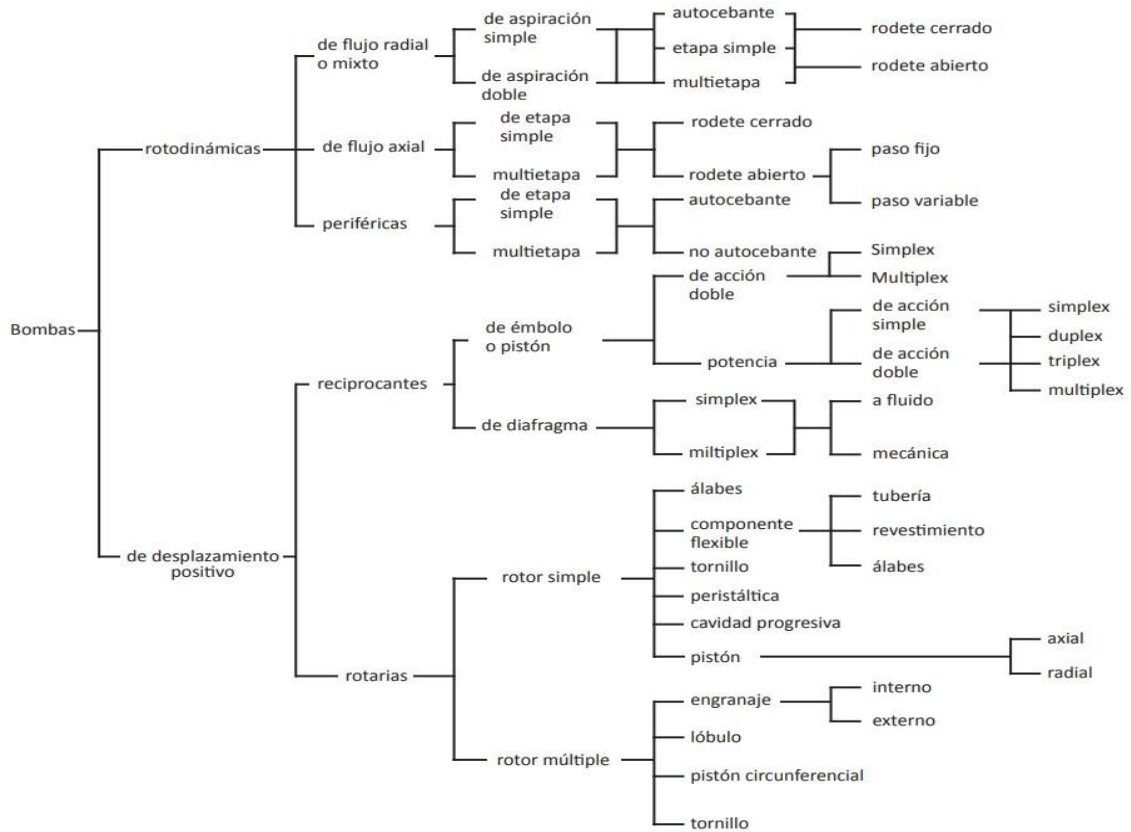 Bombas
rotodinámicas
de flujo radial
o mixto
de aspiración
simple
de aspiración
doble
autocebante
etapa simple
multietapa
rodete cerrado
rodete abierto
de flujo axial
de etapa
simple
multietapa
rodete cerrado
rodete abierto
paso fijo
paso variable
periféricas
de etapa
simple
multietapa
autocebante
no autocebante
de desplazamiento
positivo
reciprocantes
de émbolo
o pistón
de acción
doble
Simplex
Multiplex
potencia
de acción
simple
de acción
doble
simplex
duplex
triplex
multiplex
de diafragma
simplex
miltiplex
a fluido
mecánica
rotarias
rotor simple
álabes
componente
flexible
tubería
revestimiento
álabes
tornillo
peristáltica
cavidad progresiva
pistón
axial
radial
rotor múltiple
engranaje
interno
externo
lóbulo
pistón circunferencial
tornillo